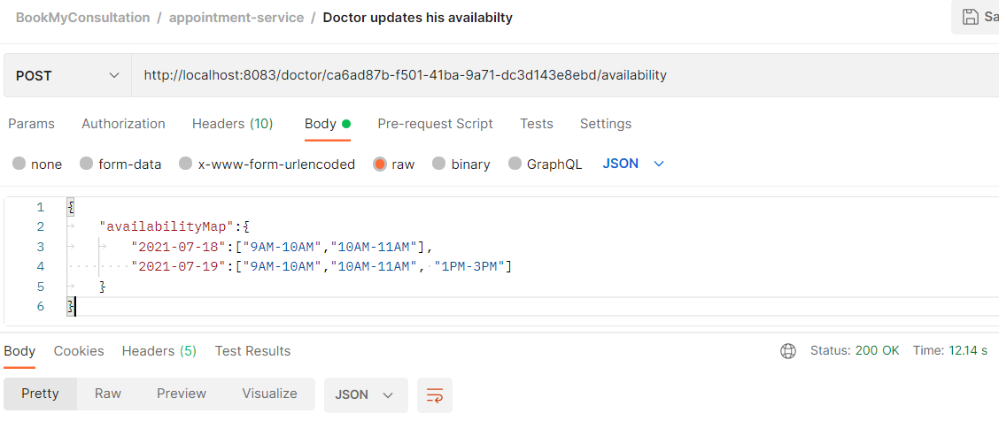 BookMyConsultation / appointment-service / Doctor updates his availabilty
Sa
POST http://localhost:8083/doctor/ca6ad87b-f501-41ba-9a71-dc3d143e8ebd/availability
Params Authorization Headers (10) Body Pre-request Script Tests Settings
none form-data x-www-form-urlencoded raw binary GraphQL JSON
1 {
2 "availabilityMap":{
3 "2021-07-18":["9AM-10AM","10AM-11AM"],
4 "2021-07-19":["9AM-10AM","10AM-11AM", "1PM-3PM"]
5 }
6 }
Body Cookies Headers (5) Test Results Status: 200 OK Time: 12.14 s
Pretty Raw Preview Visualize JSON